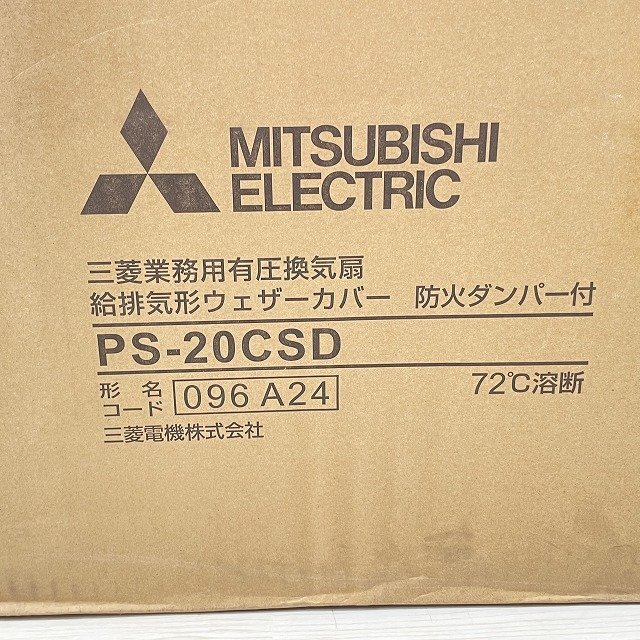 MITSUBISHI
ELECTRIC
三菱業務用有圧換気扇
給排気形ウェザーカバー 防火ダンパー付
PS-20CSD
形 名
コード 096 A24 72℃溶断
三菱電機株式会社